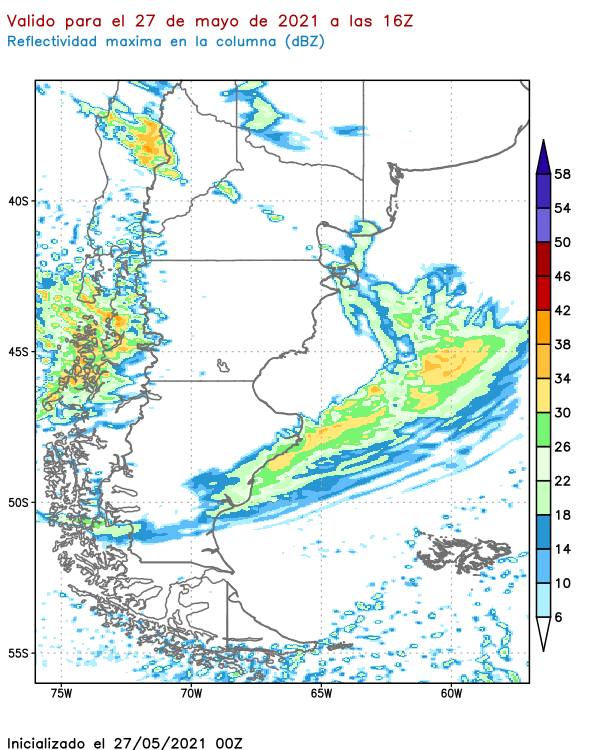 Valido para el 27 de mayo de 2021 a las 16Z
Reflectividad maxima en la columna (dBZ)
58
54
50
46
42
38
34
30
26
22
18
14
10
6
40S
45S
50S
55S
75W 70W 65W 60W
Inicializado el 27/05/2021 00Z